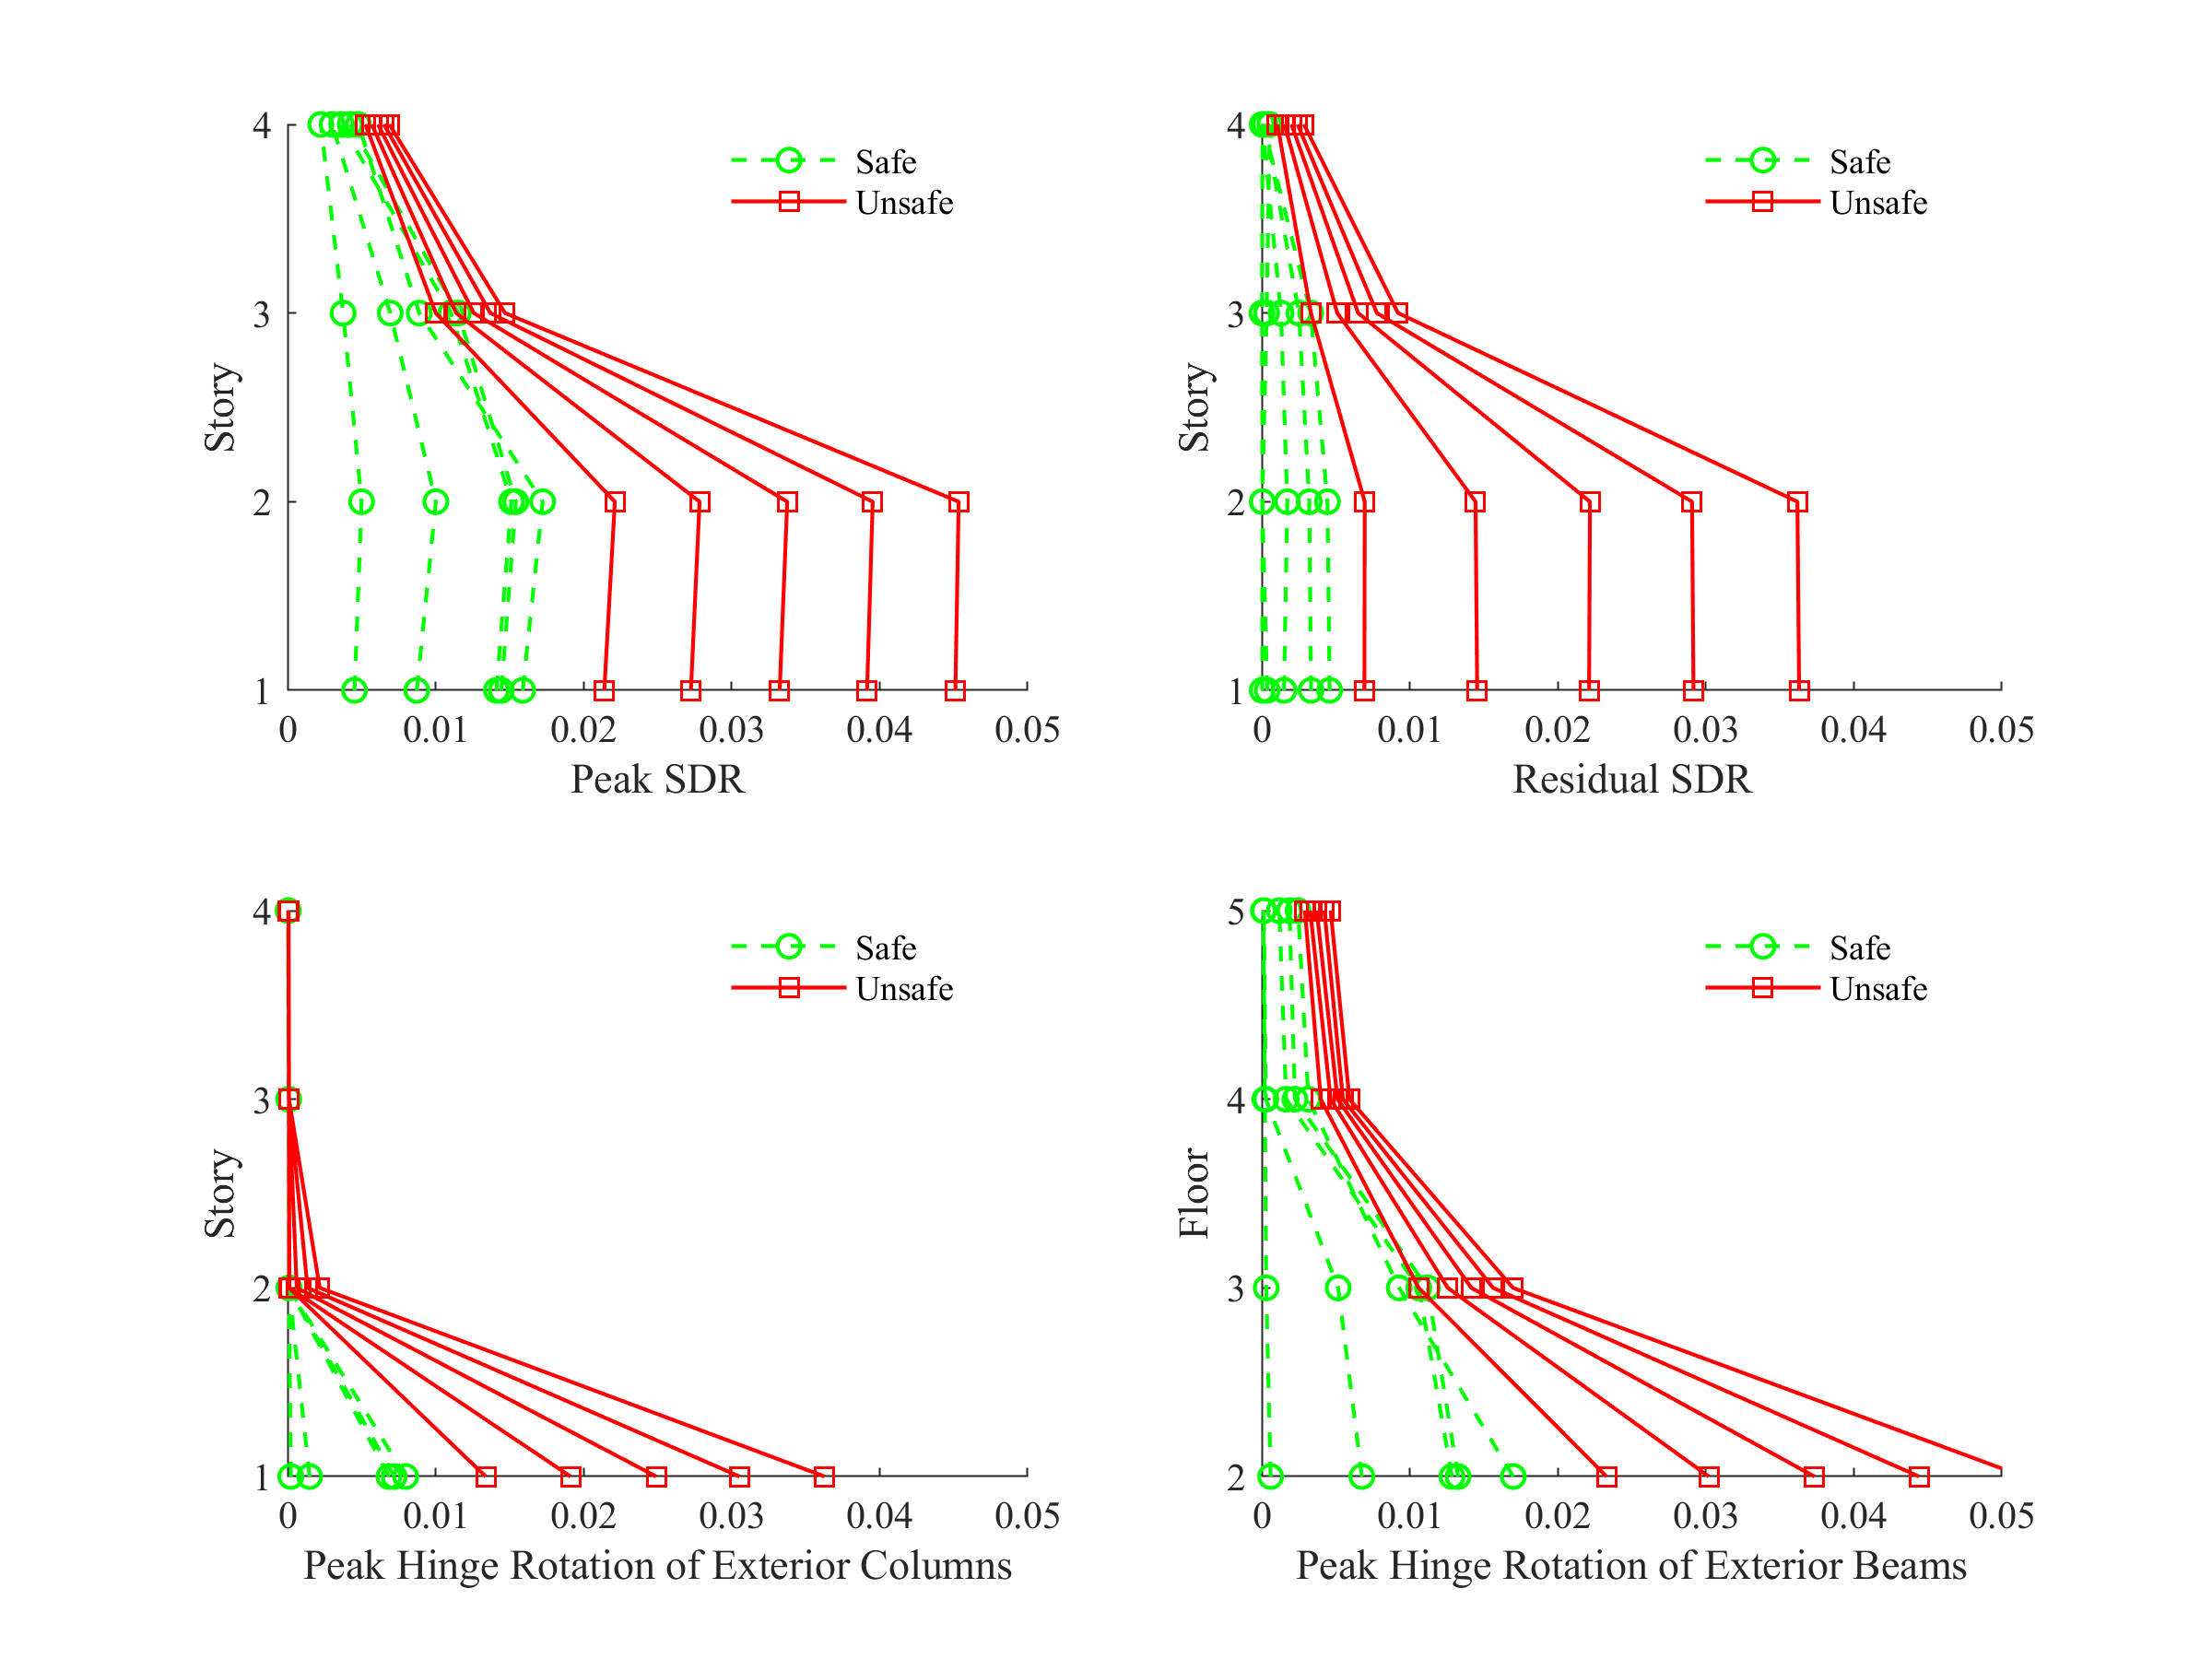 4
3
2
1
Story
0 0.01 0.02 0.03 0.04 0.05
Peak SDR
Safe
Unsafe
4
3
2
1
Story
0 0.01 0.02 0.03 0.04 0.05
Residual SDR
Safe
Unsafe
4
3
2
1
Story
0 0.01 0.02 0.03 0.04 0.05
Peak Hinge Rotation of Exterior Columns
Safe
Unsafe
5
4
3
2
Floor
0 0.01 0.02 0.03 0.04 0.05
Peak Hinge Rotation of Exterior Beams
Safe
Unsafe